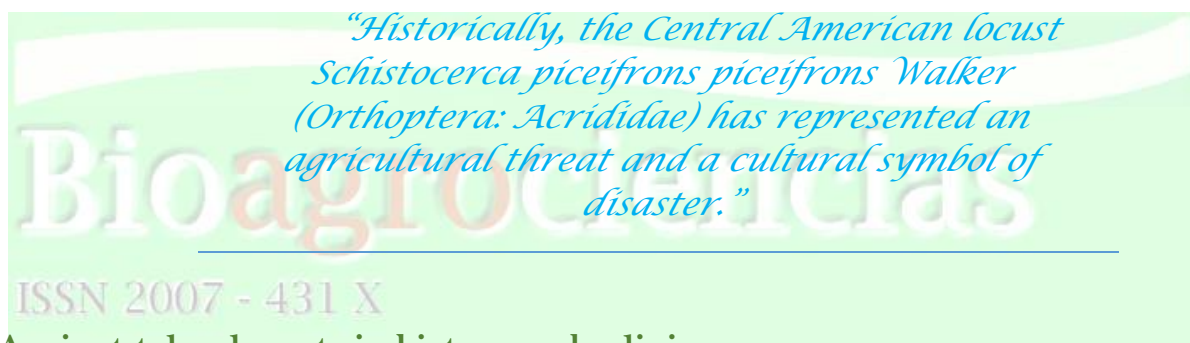 “Historically, the Central American locust
Schistocerca piceifrons piceifrons Walker
(Orthoptera: Acrididae) has represented an
agricultural threat and a cultural symbol of
disaster.”
Bioagrociencias
ISSN 2007 - 431 X